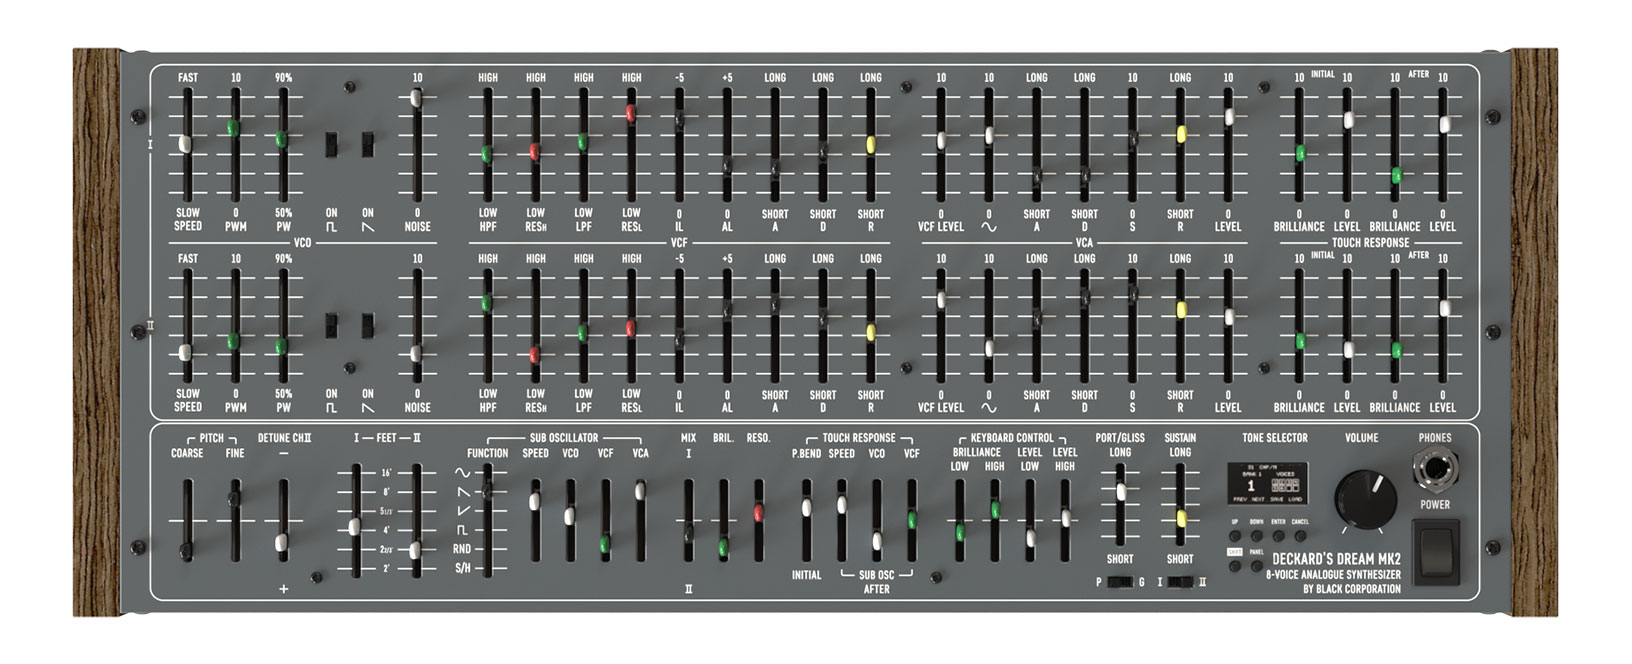 FAST 10 90% 10 HIGH HIGH HIGH HIGH -5 +5 LONG LONG LONG 10 10 LONG LONG 10 LONG 10 10 INITIAL 10 10 AFTER 10
I
SLOW 0 50% ON ON 0 LOW LOW LOW LOW 0 0 SHORT SHORT SHORT 0 0 SHORT SHORT 0 SHORT 0 0 0 0 0
SPEED PWM PW NOISE HPF RESH LPF RESL IL AL A D R VCF LEVEL A D S R LEVEL BRILLIANCE LEVEL BRILLIANCE LEVEL
VCO VCF VCA TOUCH RESPONSE
FAST 10 90% 10 HIGH HIGH HIGH HIGH -5 +5 LONG LONG LONG 10 10 LONG LONG 10 LONG 10 10 INITIAL 10 10 AFTER 10
II
SLOW 0 50% ON ON 0 LOW LOW LOW LOW 0 0 SHORT SHORT SHORT 0 0 SHORT SHORT 0 SHORT 0 0 0 0 0
SPEED PWM PW NOISE HPF RESH LPF RESL IL AL A D R VCF LEVEL A D S R LEVEL BRILLIANCE LEVEL BRILLIANCE LEVEL
PITCH DETUNE CHII I FEET II SUB OSCILLATOR MIX BRIL. RESO. TOUCH RESPONSE KEYBOARD CONTROL PORT/GLISS SUSTAIN TONE SELECTOR VOLUME PHONES
COARSE FINE − FUNCTION SPEED VCO VCF VCA I P.BEND SPEED VCO VCF BRILLIANCE LEVEL LEVEL LONG LONG
LOW HIGH LOW HIGH
16'
8'
5 1/3'
4'
2 2/3' RND
2' S/H
BANK 1 VOICES
1
PREV NEXT SAVE LOAD
POWER
UP DOWN ENTER CANCEL
SHIFT PANEL
INITIAL SUB OSC SHORT SHORT
+ II AFTER P G I II
DECKARD'S DREAM MK2
8-VOICE ANALOGUE SYNTHESIZER
BY BLACK CORPORATION